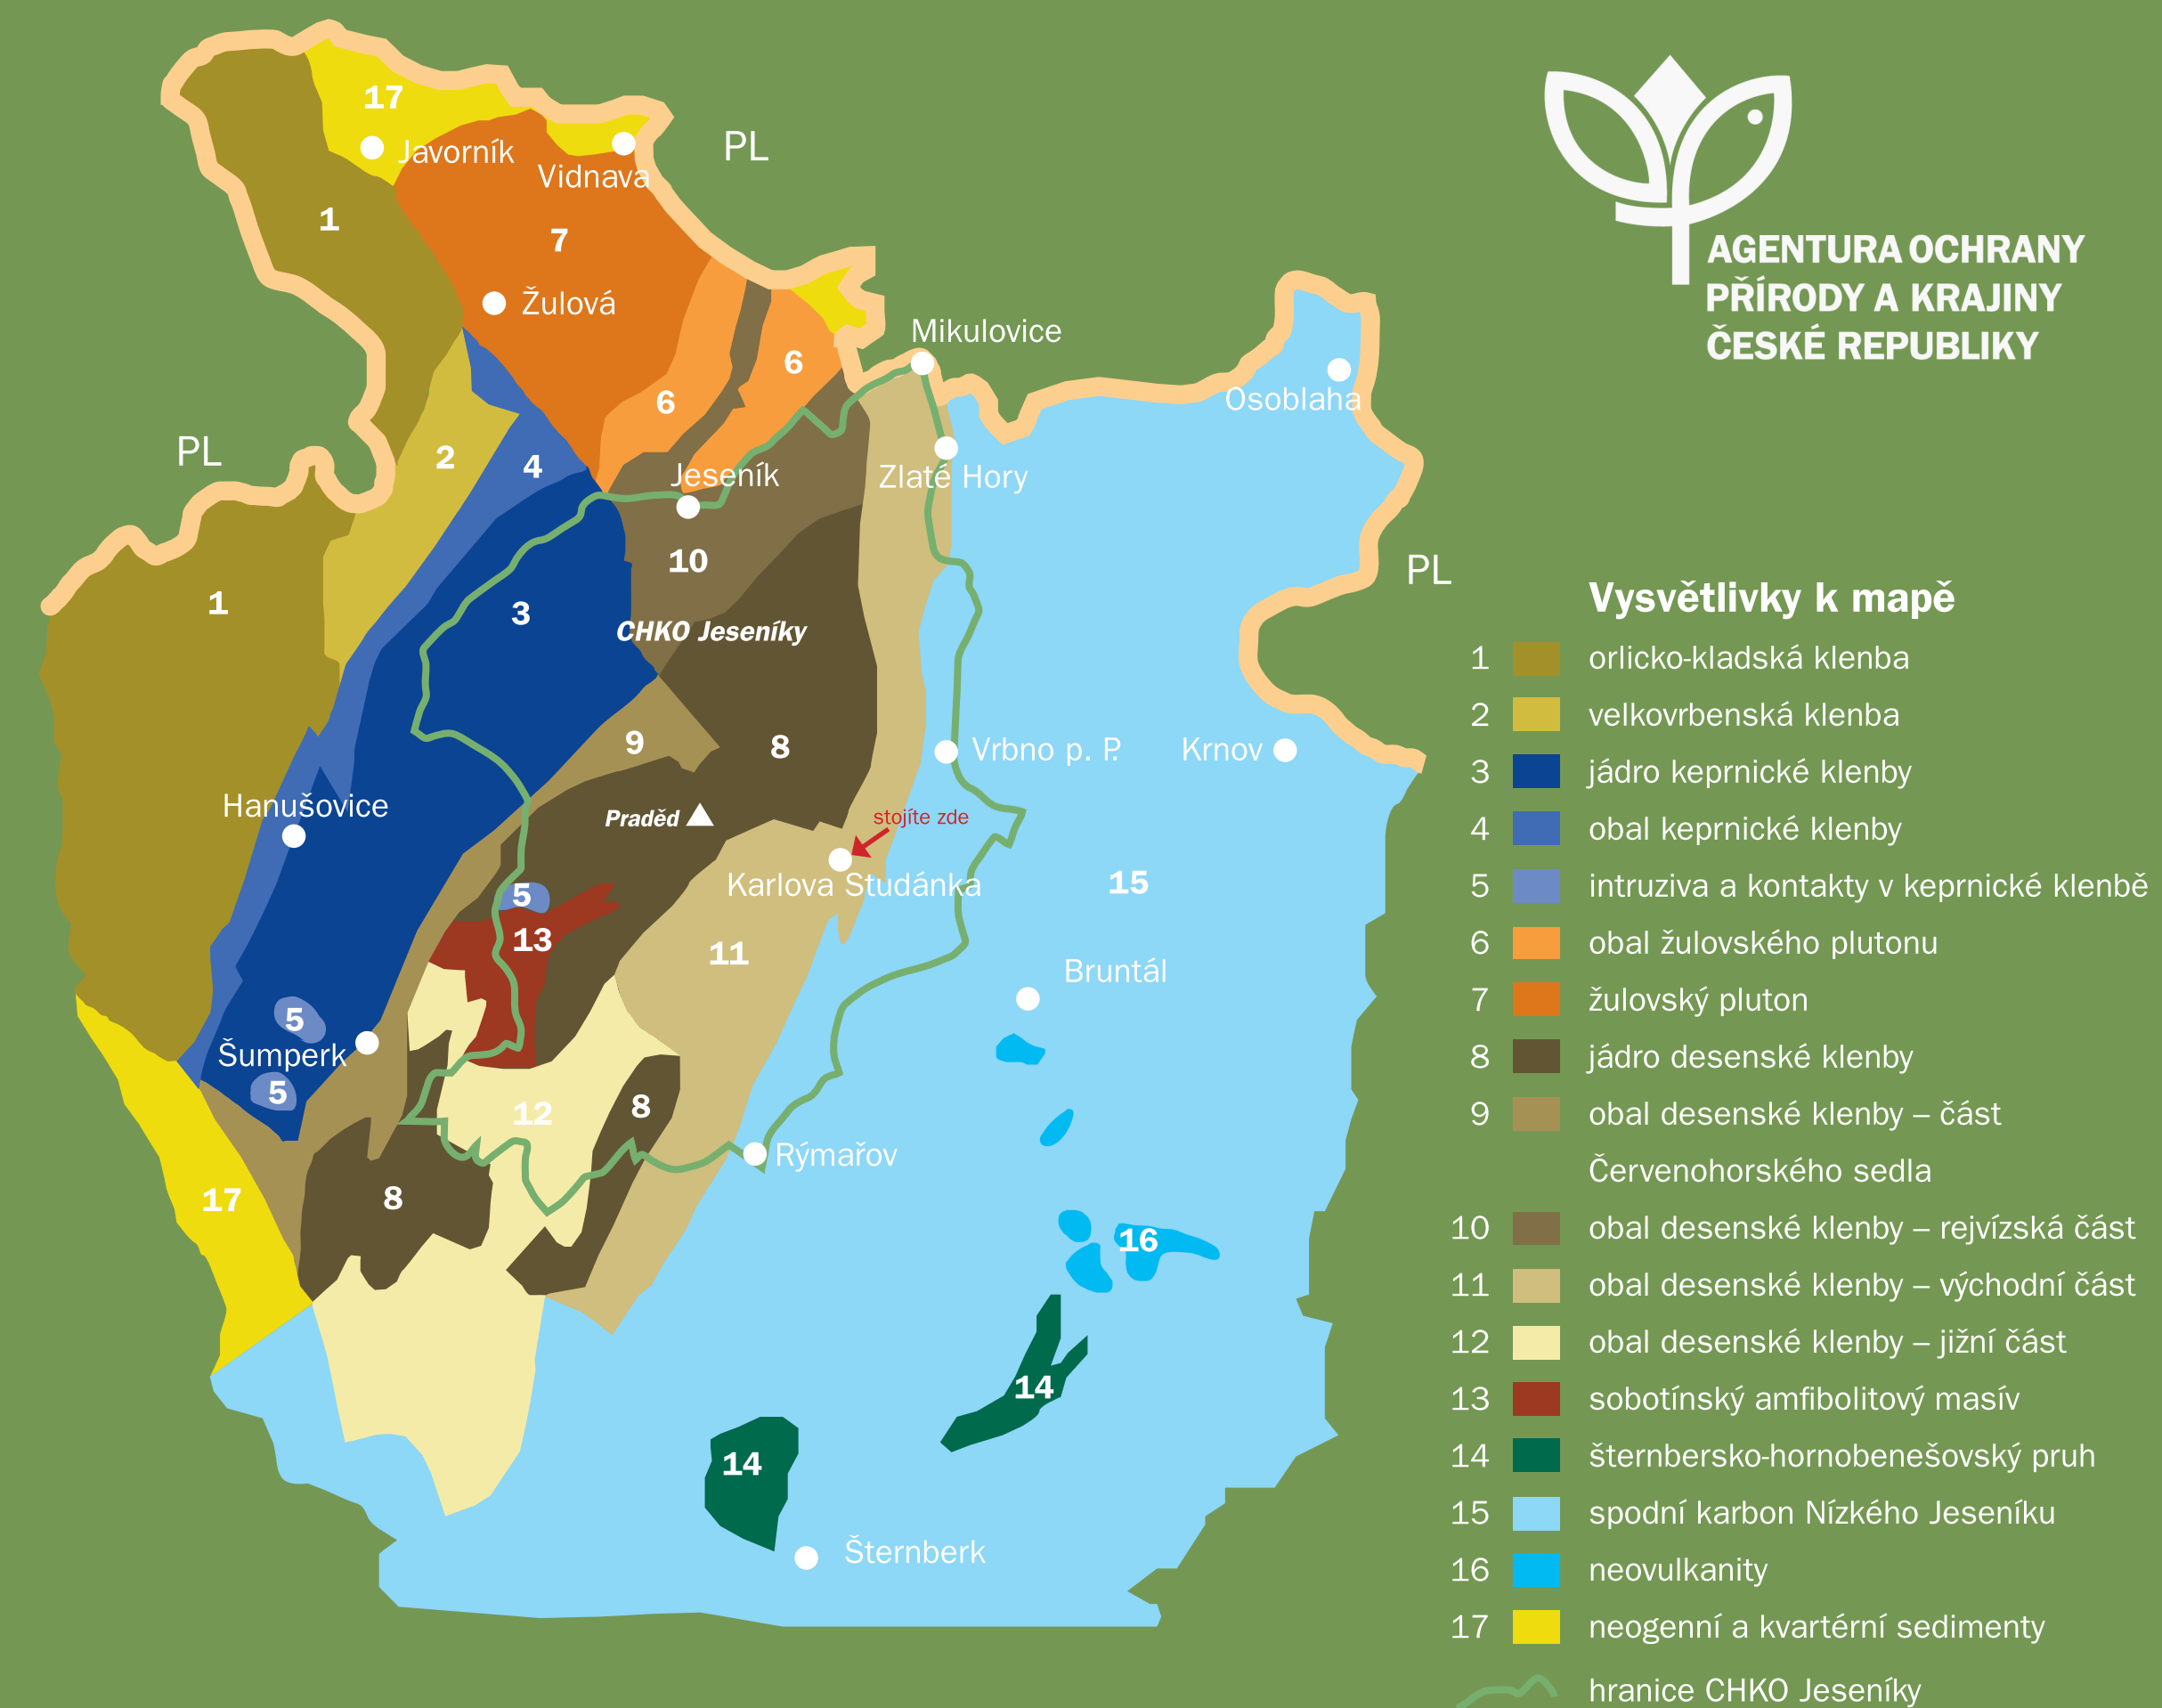 AGENTURA OCHRANY
PŘÍRODY A KRAJINY
ČESKÉ REPUBLIKY
17
Javorník
Vidnava
PL
1
7
Žulová
Mikulovice
6
6
Osoblaha
PL
2
4
Jeseník
Zlaté Hory
10
PL
1
3
CHKO Jeseníky
9
8
Vrbno p. P.
Krnov
Hanušovice
Praděd
stojíte zde
Karlova Studánka
15
5
13
11
Bruntál
5
Šumperk
5
12
8
Rýmařov
17
8
16
14
14
Šternberk
Vysvětlivky k mapě
1 orlicko-kladská klenba
2 velkovrbenská klenba
3 jádro keprnické klenby
4 obal keprnické klenby
5 intruziva a kontakty v keprnické klenbě
6 obal žulovského plutonu
7 žulovský pluton
8 jádro desenské klenby
9 obal desenské klenby – část
Červenohorského sedla
10 obal desenské klenby – rejvízská část
11 obal desenské klenby – východní část
12 obal desenské klenby – jižní část
13 sobotínský amfibolitový masív
14 šternbersko-hornobenešovský pruh
15 spodní karbon Nízkého Jeseníku
16 neovulkanity
17 neogenní a kvartérní sedimenty
hranice CHKO Jeseníky